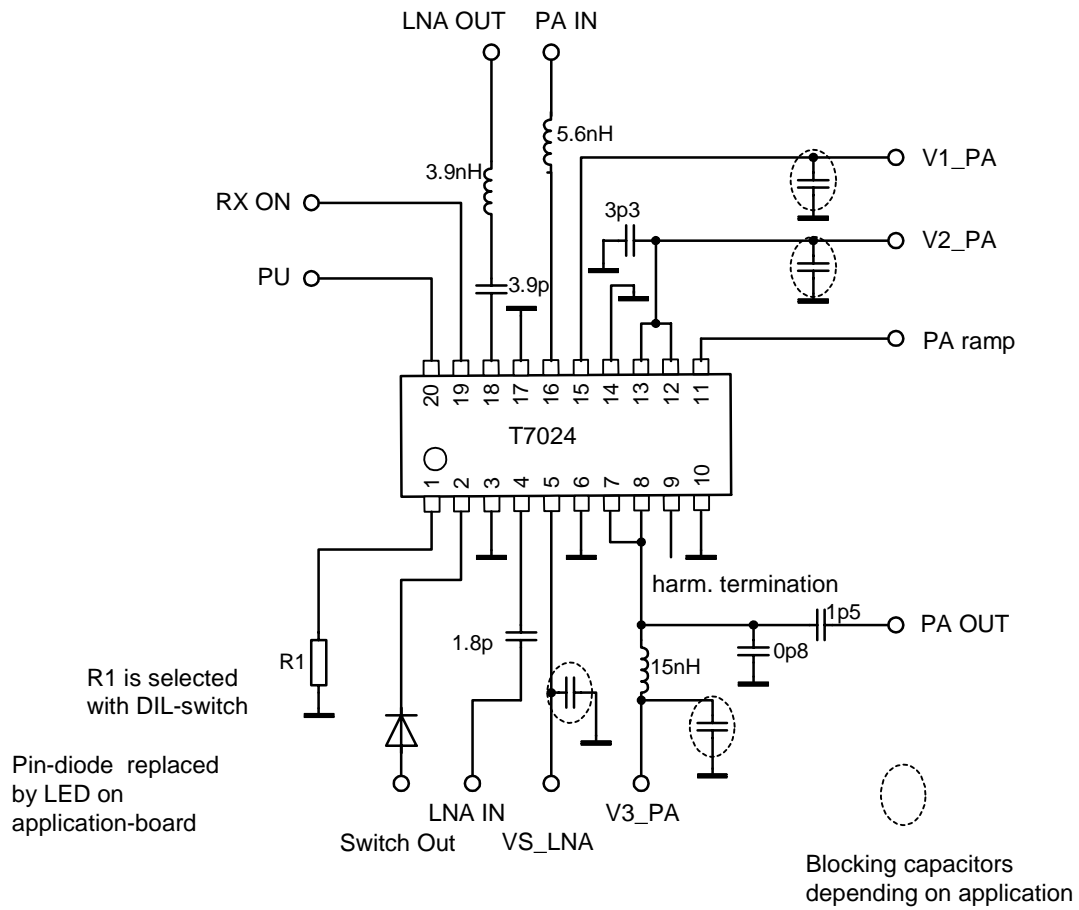 LNA OUT
PA IN
5.6nH
3.9nH
V1_PA
RX ON
3p3
V2_PA
PU
3.9p
PA ramp
20 19 18 17 16 15 14 13 12 11
T7024
1 2 3 4 5 6 7 8 9 10
harm. termination
1p5
PA OUT
1.8p
0p8
R1
15nH
R1 is selected
with DIL-switch
Pin-diode replaced
by LED on
application-board
LNA IN
V3_PA
Switch Out
VS_LNA
Blocking capacitors
depending on application